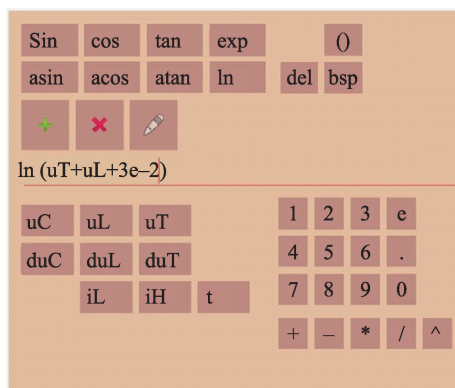 Sin cos tan exp ()
asin acos atan ln del bsp
ln (uT+uL+3e–2)
uC uL uT 1 2 3 e
duC duL duT 4 5 6 .
iL iH t 7 8 9 0
+ – * / ^